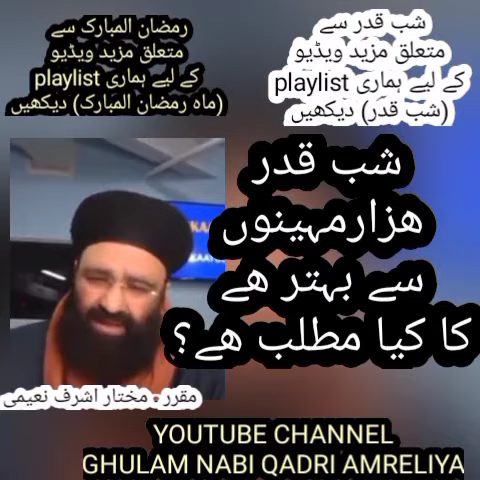 رمضان المبارک سے
متعلق مزید ویڈیو
کے لیے ہماری playlist
(ماہ رمضان المبارک) دیکھیں
شب قدر سے
متعلق مزید ویڈیو
کے لیے ہماری playlist
(شب قدر) دیکھیں
شب قدر
ھزارمہینوں
سے بہتر ھے
کا کیا مطلب ھے؟
مقرر۔ مختار اشرف نعیمی
YOUTUBE CHANNEL
GHULAM NABI QADRI AMRELIYA